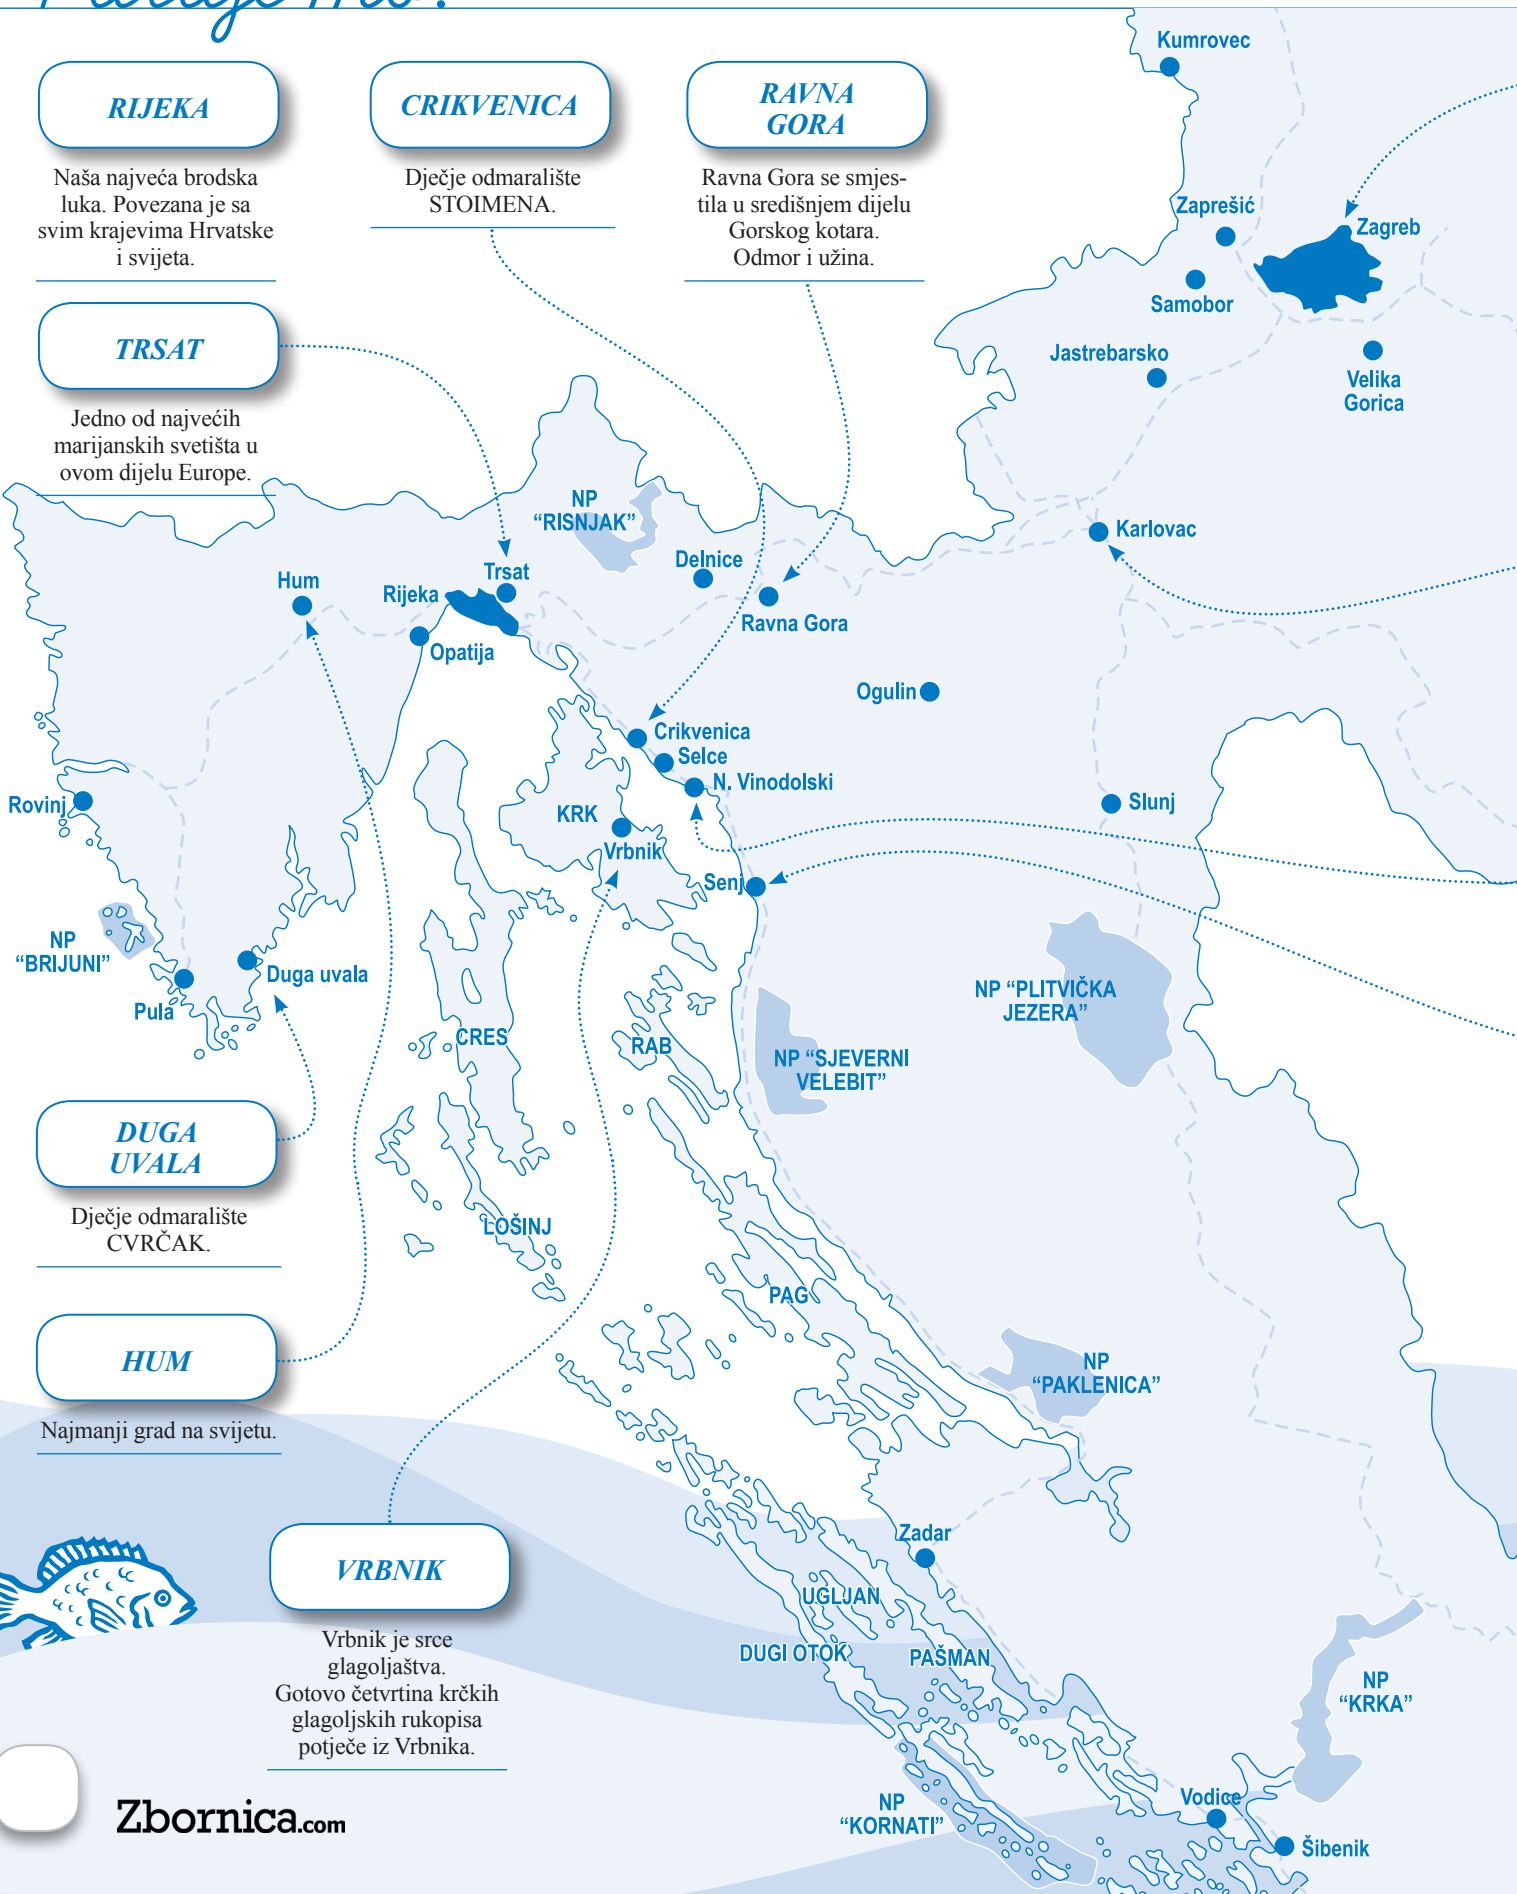 RIJEKA
Naša najveća brodska
luka. Povezana je sa
svim krajevima Hrvatske
i svijeta.
CRIKVENICA
Dječje odmaralište
STOIMENA.
RAVNA
GORA
Ravna Gora se smjes-
tila u središnjem dijelu
Gorskog kotara.
Odmor i užina.
TRSAT
Jedno od najvećih
marijanskih svetišta u
ovom dijelu Europe.
Kumrovec
Zaprešić
Zagreb
Samobor
Jastrebarsko
Velika
Gorica
Karlovac
NP
“RISNJAK”
Delnice
Ravna Gora
Hum
Rijeka
Trsat
Opatija
Ogulin
Crikvenica
Selce
N. Vinodolski
Slunj
Rovinj
KRK
Vrbnik
Senj
NP
“BRIJUNI”
Pula
Duga uvala
CRES
RAB
NP “PLITVIČKA
JEZERA”
NP “SJEVERNI
VELEBIT”
DUGA
UVALA
Dječje odmaralište
CVRČAK.
LOŠINJ
PAG
HUM
Najmanji grad na svijetu.
NP
“PAKLENICA”
VRBNIK
Vrbnik je srce
glagoljaštva.
Gotovo četvrtina krčkih
glagoljskih rukopisa
potječe iz Vrbnika.
Zadar
UGLJAN
DUGI OTOK
PAŠMAN
NP
“KRKA”
NP
“KORNATI”
Vodice
Šibenik
Zbornica.com